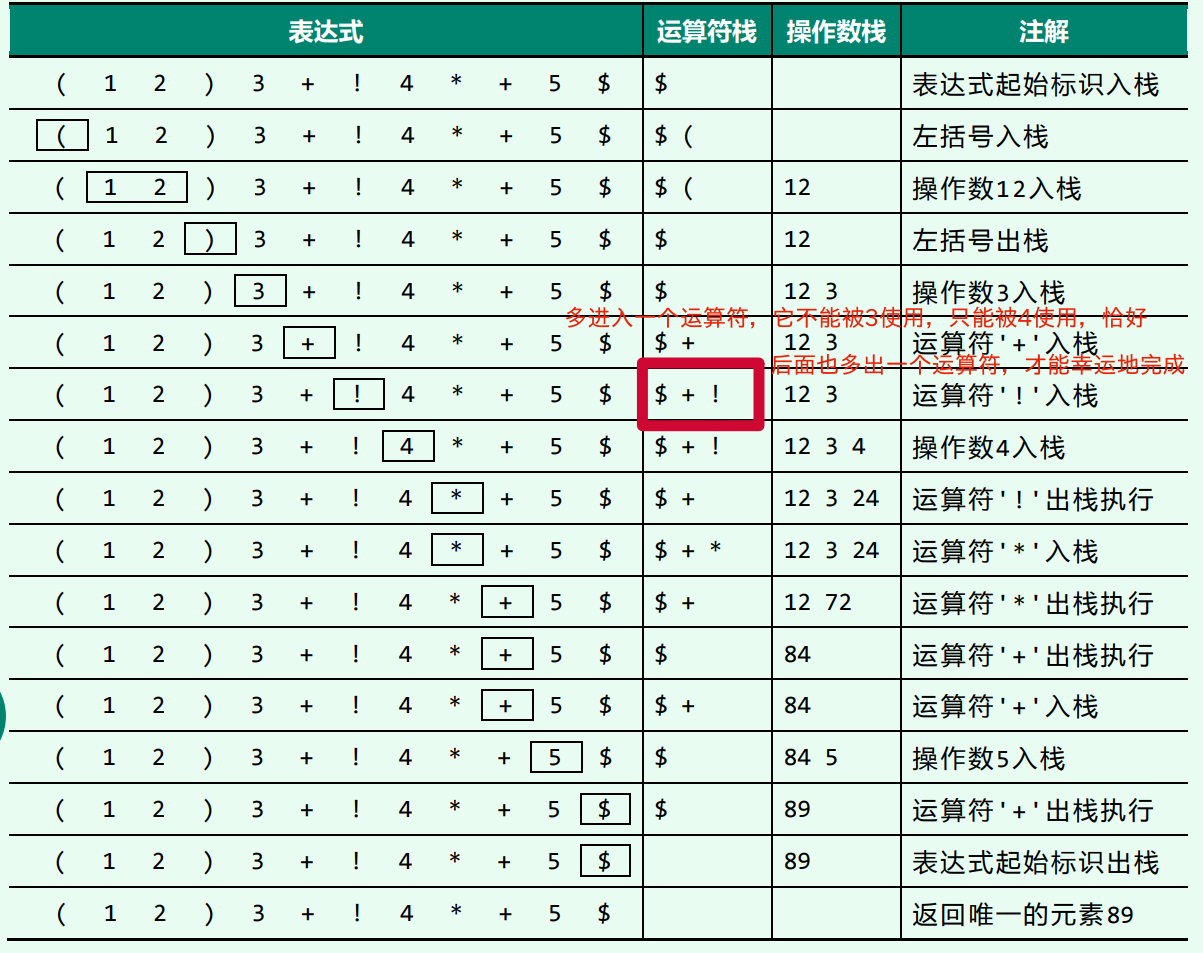 表达式 运算符栈 操作数栈 注解
( 1 2 ) 3 + ! 4 * + 5 $ $ 表达式起始标识入栈
( 1 2 ) 3 + ! 4 * + 5 $ $ ( 左括号入栈
( 1 2 ) 3 + ! 4 * + 5 $ $ ( 12 操作数12入栈
( 1 2 ) 3 + ! 4 * + 5 $ $ 12 左括号出栈
( 1 2 ) 3 + ! 4 * + 5 $ $ 12 3 操作数3入栈
多进入一个运算符，它不能被3使用，只能被4使用，恰好
( 1 2 ) 3 + ! 4 * + 5 $ $ + 12 3 运算符'+'入栈
后面也多出一个运算符，才能幸运地完成
( 1 2 ) 3 + ! 4 * + 5 $ $ + ! 12 3 运算符'!'入栈
( 1 2 ) 3 + ! 4 * + 5 $ $ + ! 12 3 4 操作数4入栈
( 1 2 ) 3 + ! 4 * + 5 $ $ + 12 3 24 运算符'!'出栈执行
( 1 2 ) 3 + ! 4 * + 5 $ $ + * 12 3 24 运算符'*'入栈
( 1 2 ) 3 + ! 4 * + 5 $ $ + 12 72 运算符'*'出栈执行
( 1 2 ) 3 + ! 4 * + 5 $ $ 84 运算符'+'出栈执行
( 1 2 ) 3 + ! 4 * + 5 $ $ + 84 运算符'+'入栈
( 1 2 ) 3 + ! 4 * + 5 $ $ 84 5 操作数5入栈
( 1 2 ) 3 + ! 4 * + 5 $ $ 89 运算符'+'出栈执行
( 1 2 ) 3 + ! 4 * + 5 $ 89 表达式起始标识出栈
( 1 2 ) 3 + ! 4 * + 5 $ 返回唯一的元素89